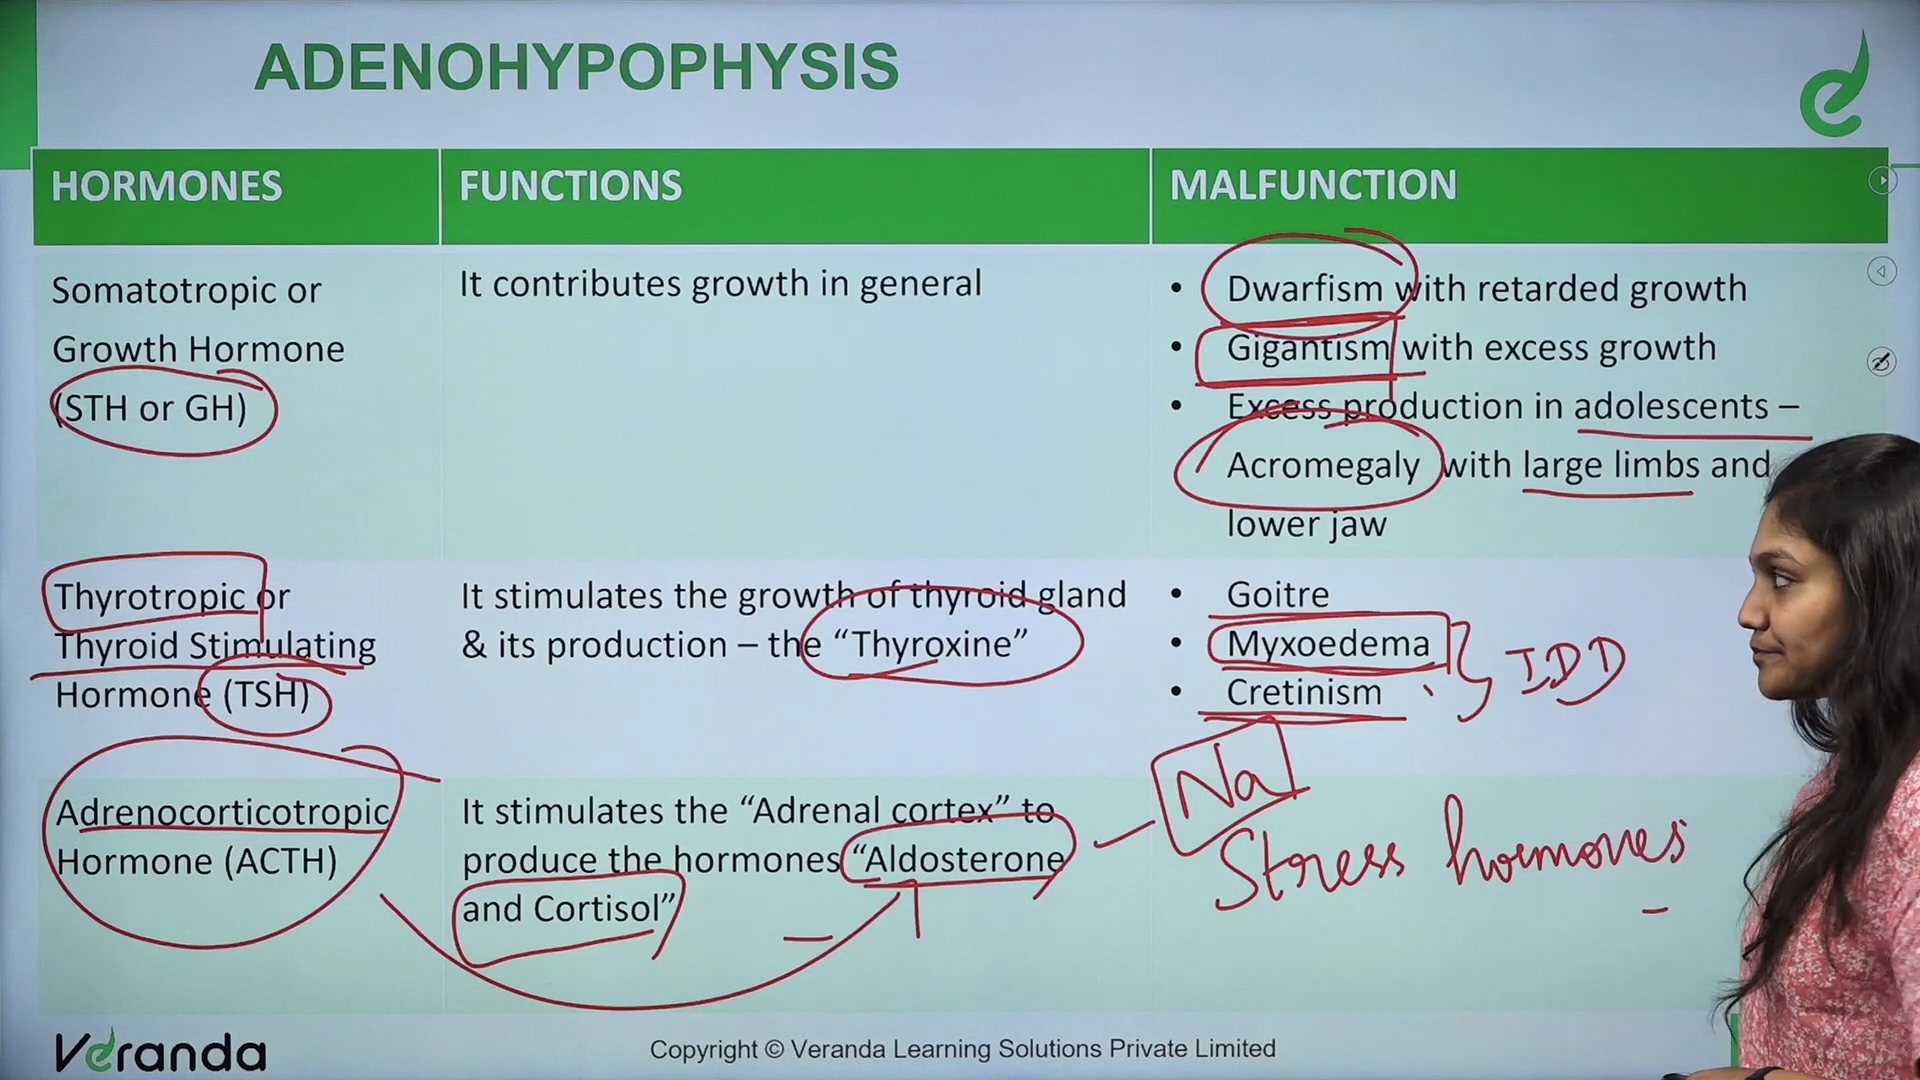 ADENOHYPOPHYSIS
HORMONES
FUNCTIONS
MALFUNCTION
Somatotropic or
Growth Hormone
(STH or GH)
It contributes growth in general
• Dwarfism with retarded growth
• Gigantism with excess growth
• Excess production in adolescents –
Acromegaly with large limbs and
lower jaw
Thyrotropic or
Thyroid Stimulating
Hormone (TSH)
It stimulates the growth of thyroid gland
& its production – the “Thyroxine”
• Goitre
• Myxoedema
• Cretinism
IDD
Adrenocorticotropic
Hormone (ACTH)
It stimulates the “Adrenal cortex” to
produce the hormones “Aldosterone
and Cortisol”
Na
Stress hormones
Veranda
Copyright © Veranda Learning Solutions Private Limited